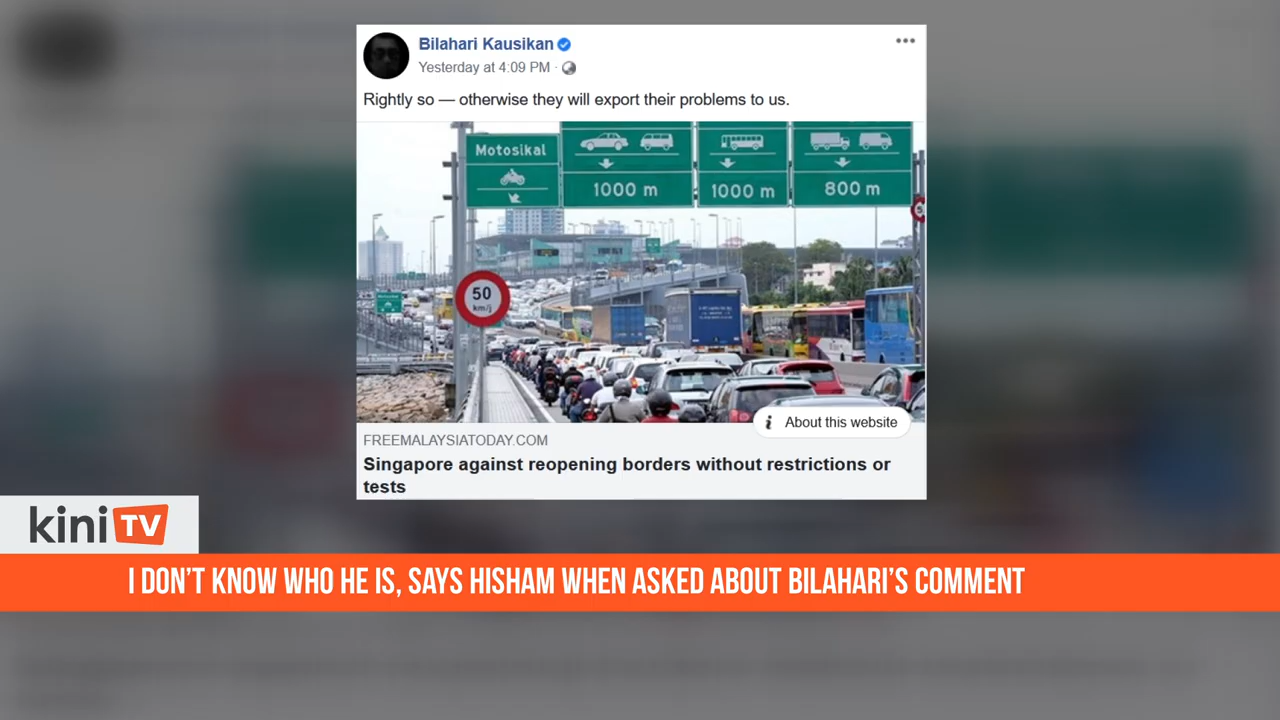 Bilahari Kausikan
Yesterday at 4:09 PM ·
Rightly so — otherwise they will export their problems to us.
Motosikal
1000 m
1000 m
800 m
50
km/j
i About this website
FREEMALAYSIATODAY.COM
Singapore against reopening borders without restrictions or
tests
kini TV
I DON'T KNOW WHO HE IS, SAYS HISHAM WHEN ASKED ABOUT BILAHARI'S COMMENT